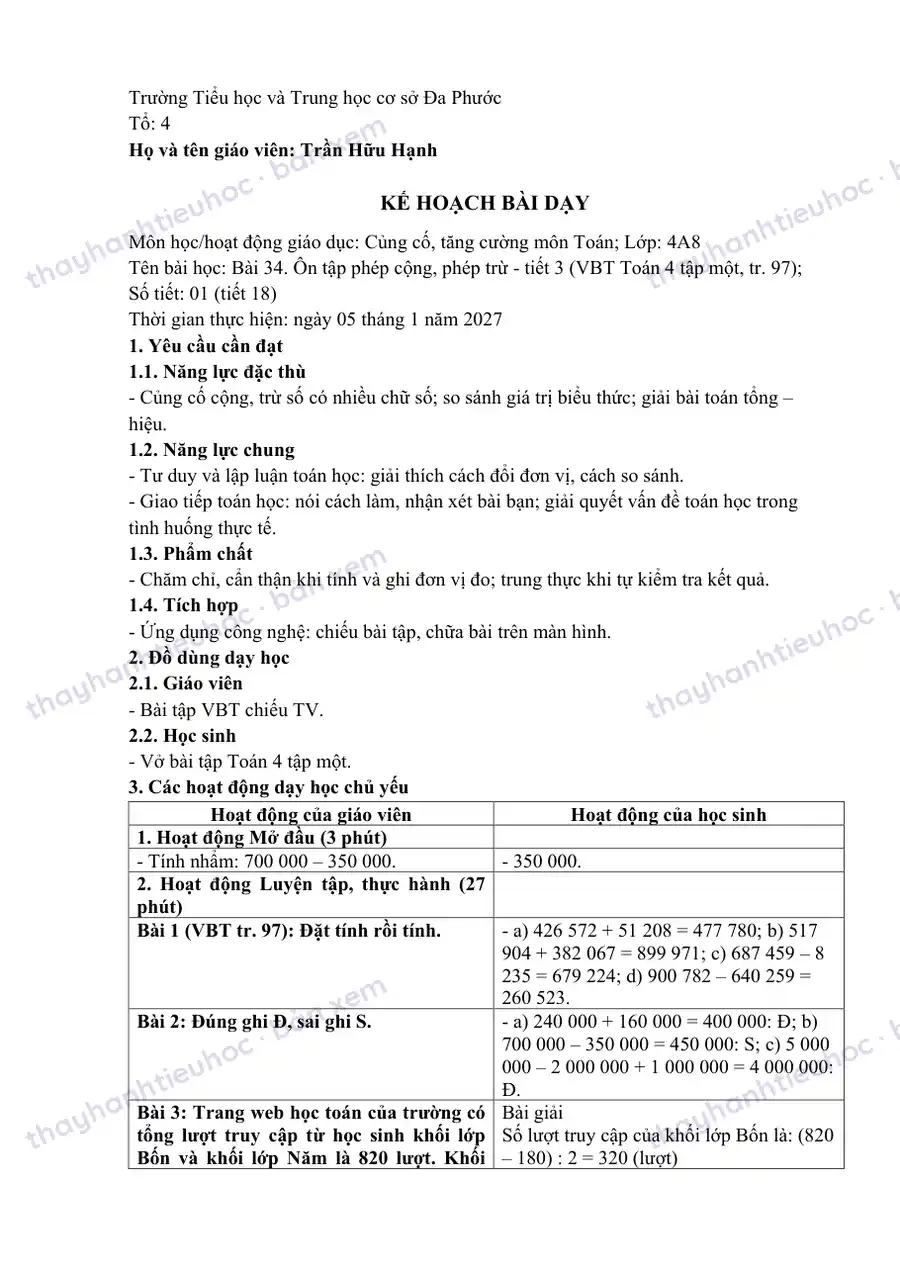 Trường Tiểu học và Trung học cơ sở Đa Phước
Tổ: 4
Họ và tên giáo viên: Trần Hữu Hạnh
KẾ HOẠCH BÀI DẠY
Môn học/hoạt động giáo dục: Củng cố, tăng cường môn Toán; Lớp: 4A8
Tên bài học: Bài 34. Ôn tập phép cộng, phép trừ - tiết 3 (VBT Toán 4 tập một, tr. 97);
Số tiết: 01 (tiết 18)
Thời gian thực hiện: ngày 05 tháng 1 năm 2027
1. Yêu cầu cần đạt
1.1. Năng lực đặc thù
- Củng cố cộng, trừ số có nhiều chữ số; so sánh giá trị biểu thức; giải bài toán tổng –
hiệu.
1.2. Năng lực chung
- Tư duy và lập luận toán học: giải thích cách đổi đơn vị, cách so sánh.
- Giao tiếp toán học: nói cách làm, nhận xét bài bạn; giải quyết vấn đề toán học trong
tình huống thực tế.
1.3. Phẩm chất
- Chăm chỉ, cẩn thận khi tính và ghi đơn vị đo; trung thực khi tự kiểm tra kết quả.
1.4. Tích hợp
- Ứng dụng công nghệ: chiếu bài tập, chữa bài trên màn hình.
2. Đồ dùng dạy học
2.1. Giáo viên
- Bài tập VBT chiếu TV.
2.2. Học sinh
- Vở bài tập Toán 4 tập một.
3. Các hoạt động dạy học chủ yếu
Hoạt động của giáo viên
Hoạt động của học sinh
1. Hoạt động Mở đầu (3 phút)
- Tính nhẩm: 700 000 – 350 000.
- 350 000.
2. Hoạt động Luyện tập, thực hành (27
phút)
Bài 1 (VBT tr. 97): Đặt tính rồi tính.
- a) 426 572 + 51 208 = 477 780; b) 517
904 + 382 067 = 899 971; c) 687 459 – 8
235 = 679 224; d) 900 782 – 640 259 =
260 523.
Bài 2: Đúng ghi Đ, sai ghi S.
- a) 240 000 + 160 000 = 400 000: Đ; b)
700 000 – 350 000 = 450 000: S; c) 5 000
000 – 2 000 000 + 1 000 000 = 4 000 000:
Đ.
Bài 3: Trang web học toán của trường có
tổng lượt truy cập từ học sinh khối lớp
Bốn và khối lớp Năm là 820 lượt. Khối
Bài giải
Số lượt truy cập của khối lớp Bốn là: (820
– 180) : 2 = 320 (lượt)
thayhanhtieuhoc · bản xem
thayhanhtieuhoc · b
thayhanhtieuhoc · bản xem
thayhanhtieuhoc · b
thayhanhtieuhoc · bản xem
thayhanhtieuhoc · b